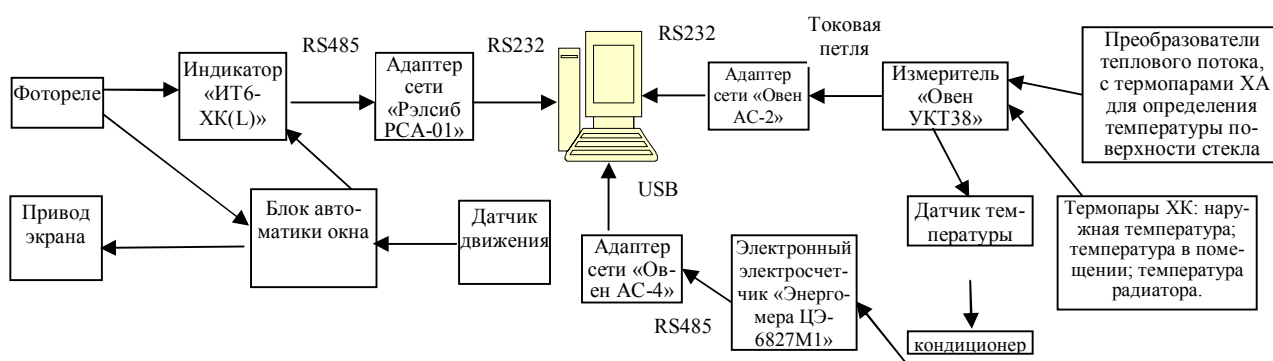 RS485
RS232
RS232
Токовая
петля
Фотореле
Индикатор
«ИТ6-
ХК(L)»
Адаптер
сети
«Рэлсиб
РСА-01»
Адаптер
сети «Овен
АС-2»
Измеритель
«Овен
УКТ38»
Преобразователи
теплового потока,
с термопарами ХА
для определения
температуры по-
верхности стекла
Привод
экрана
Блок авто-
матики окна
Датчик
движения
USB
Адаптер
сети «Ов-
ен АС-4»
RS485
Электронный
электросчет-
чик «Энерго-
мера ЦЭ-
6827М1»
Датчик тем-
пературы
кондиционер
Термопары ХК: нару-
жная температура;
температура в поме-
щении; температура
радиатора.